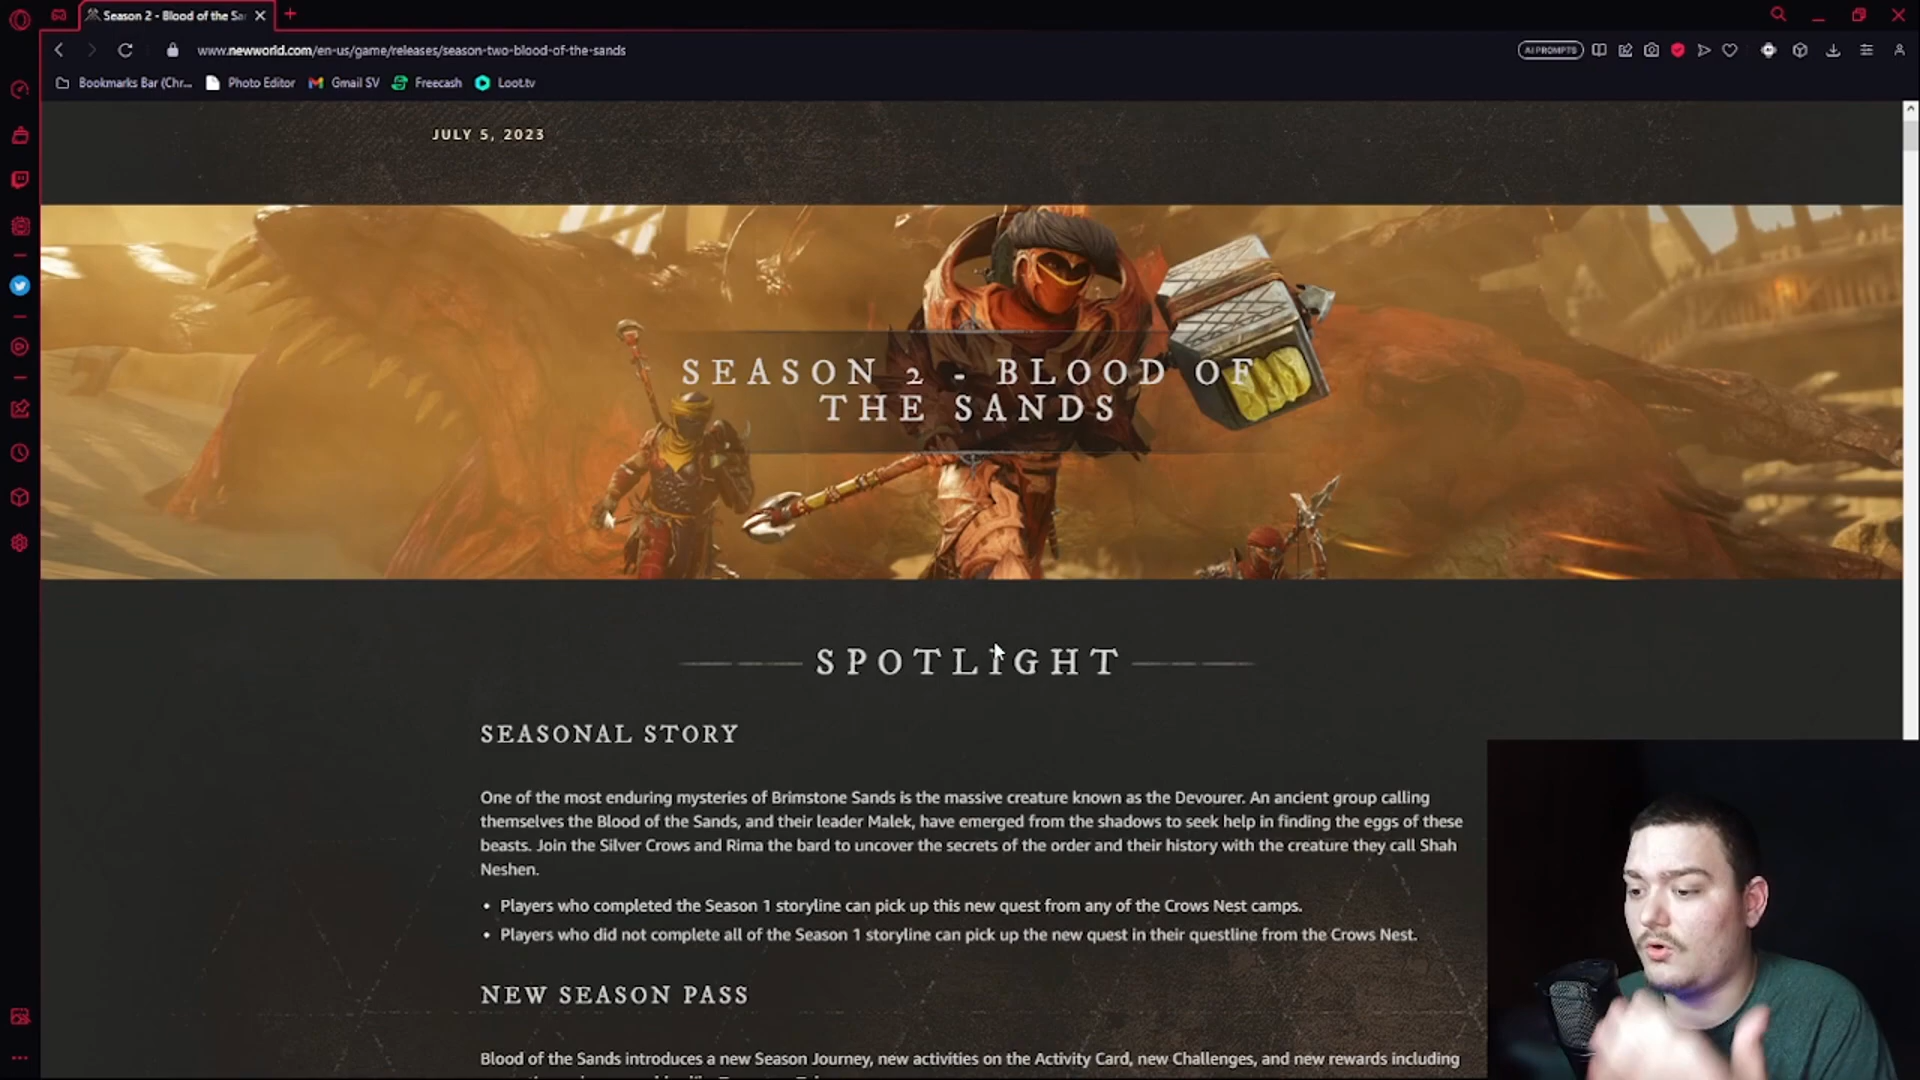 Season 2 - Blood of the Sa
www.newworld.com/en-us/game/releases/season-two-blood-of-the-sands
AI PROMPTS
Bookmarks Bar (Chr... Photo Editor Gmail SV Freecash Loot.tv
JULY 5, 2023
SEASON 2 - BLOOD OF
THE SANDS
SPOTLIGHT
SEASONAL STORY
One of the most enduring mysteries of Brimstone Sands is the massive creature known as the Devourer. An ancient group calling
themselves the Blood of the Sands, and their leader Malek, have emerged from the shadows to seek help in finding the eggs of these
beasts. Join the Silver Crows and Rima the bard to uncover the secrets of the order and their history with the creature they call Shah
Neshen.
• Players who completed the Season 1 storyline can pick up this new quest from any of the Crows Nest camps.
• Players who did not complete all of the Season 1 storyline can pick up the new quest in their questline from the Crows Nest.
NEW SEASON PASS
Blood of the Sands introduces a new Season Journey, new activities on the Activity Card, new Challenges, and new rewards including